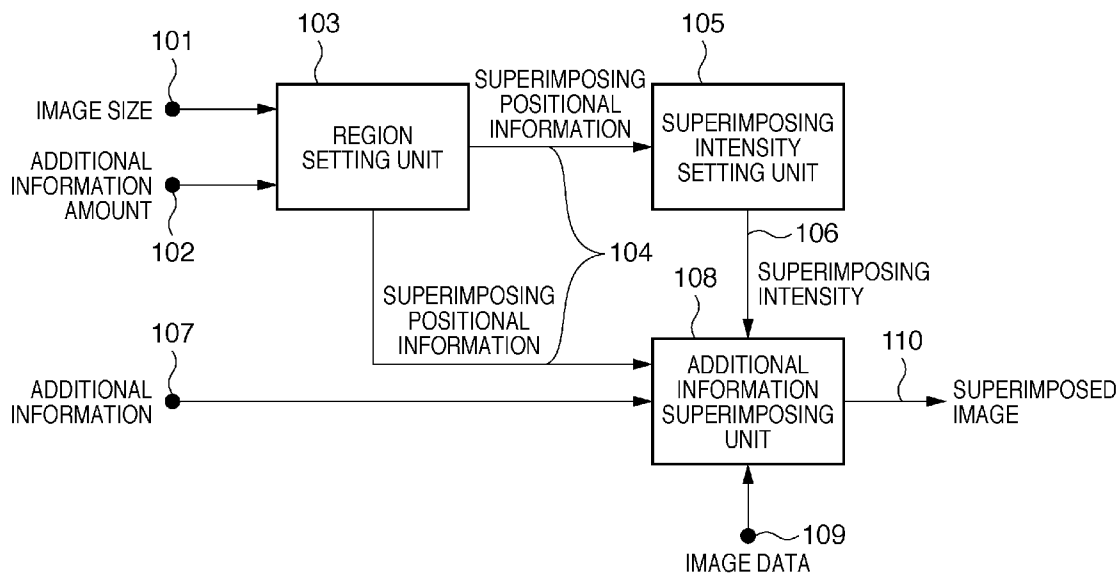 101
IMAGE SIZE
ADDITIONAL
INFORMATION
AMOUNT
102
103
REGION
SETTING UNIT
SUPERIMPOSING
POSITIONAL
INFORMATION
104
SUPERIMPOSING
POSITIONAL
INFORMATION
105
SUPERIMPOSING
INTENSITY
SETTING UNIT
106
SUPERIMPOSING
INTENSITY
107
ADDITIONAL
INFORMATION
108
ADDITIONAL
INFORMATION
SUPERIMPOSING
UNIT
110
SUPERIMPOSED
IMAGE
109
IMAGE DATA